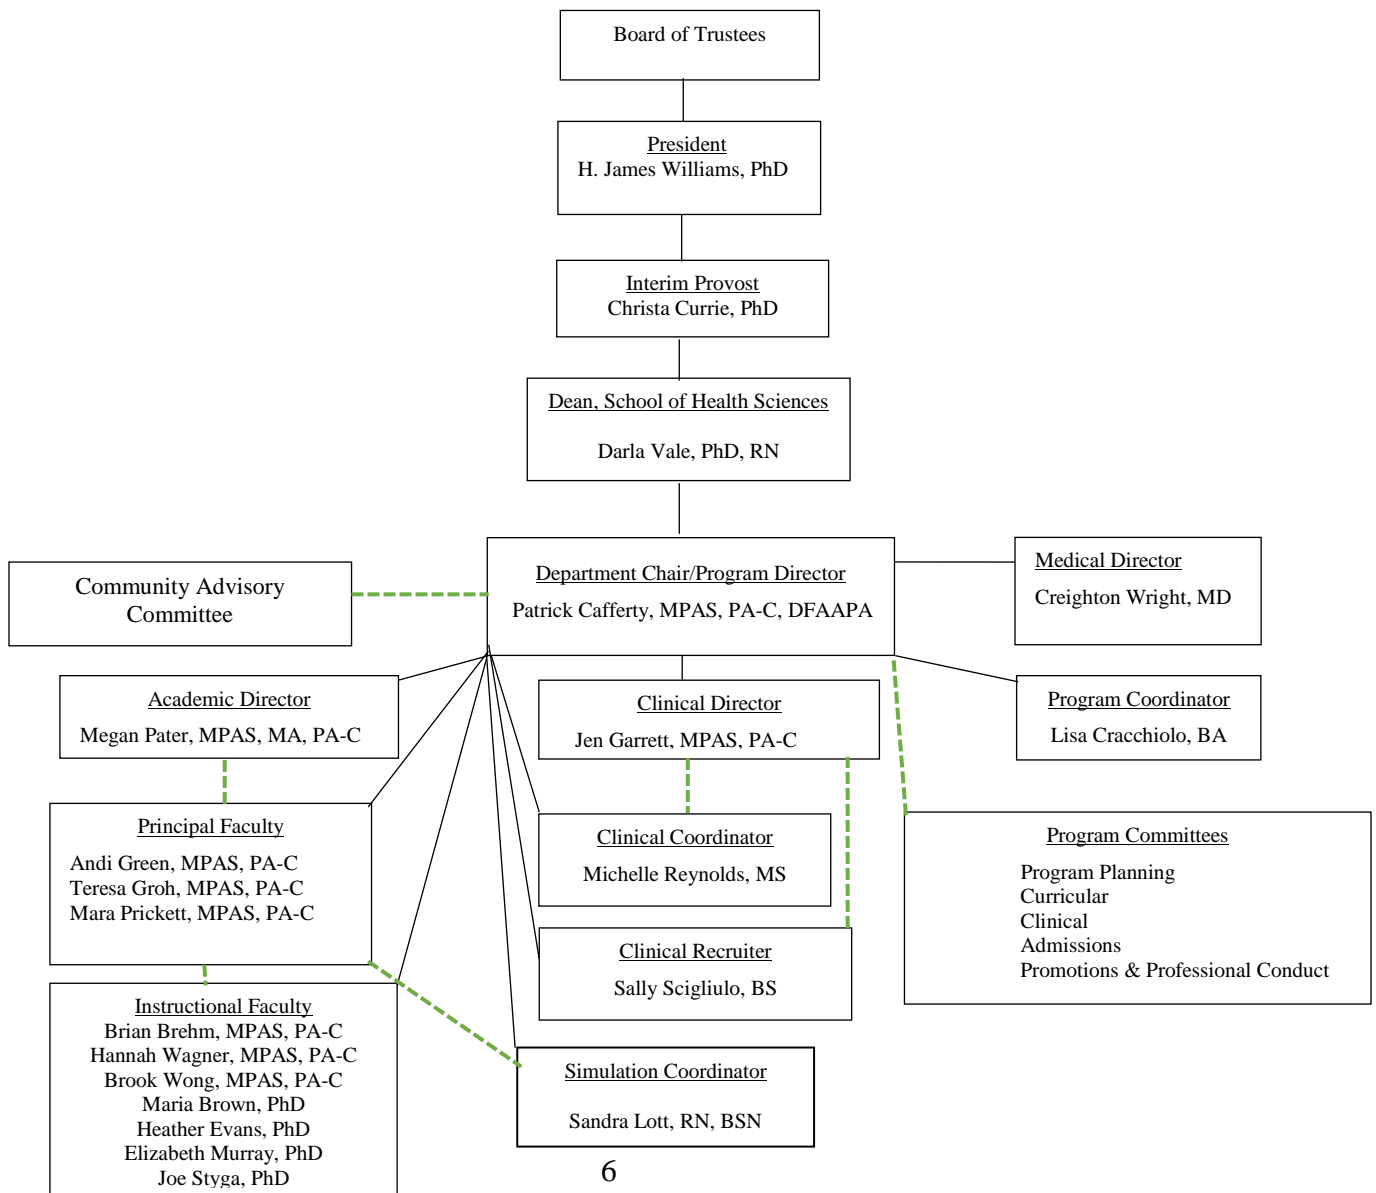 Board of Trustees
President
H. James Williams, PhD
Interim Provost
Christa Currie, PhD
Dean, School of Health Sciences
Darla Vale, PhD, RN
Community Advisory
Committee
Department Chair/Program Director
Patrick Cafferty, MPAS, PA-C, DFAAPA
Medical Director
Creighton Wright, MD
Academic Director
Megan Pater, MPAS, MA, PA-C
Clinical Director
Jen Garrett, MPAS, PA-C
Program Coordinator
Lisa Cracchiolo, BA
Principal Faculty
Andi Green, MPAS, PA-C
Teresa Groh, MPAS, PA-C
Mara Prickett, MPAS, PA-C
Clinical Coordinator
Michelle Reynolds, MS
Program Committees
Program Planning
Curricular
Clinical
Admissions
Promotions & Professional Conduct
Clinical Recruiter
Sally Scigliulo, BS
Instructional Faculty
Brian Brehm, MPAS, PA-C
Hannah Wagner, MPAS, PA-C
Brook Wong, MPAS, PA-C
Maria Brown, PhD
Heather Evans, PhD
Elizabeth Murray, PhD
Joe Styga, PhD
Simulation Coordinator
Sandra Lott, RN, BSN
6